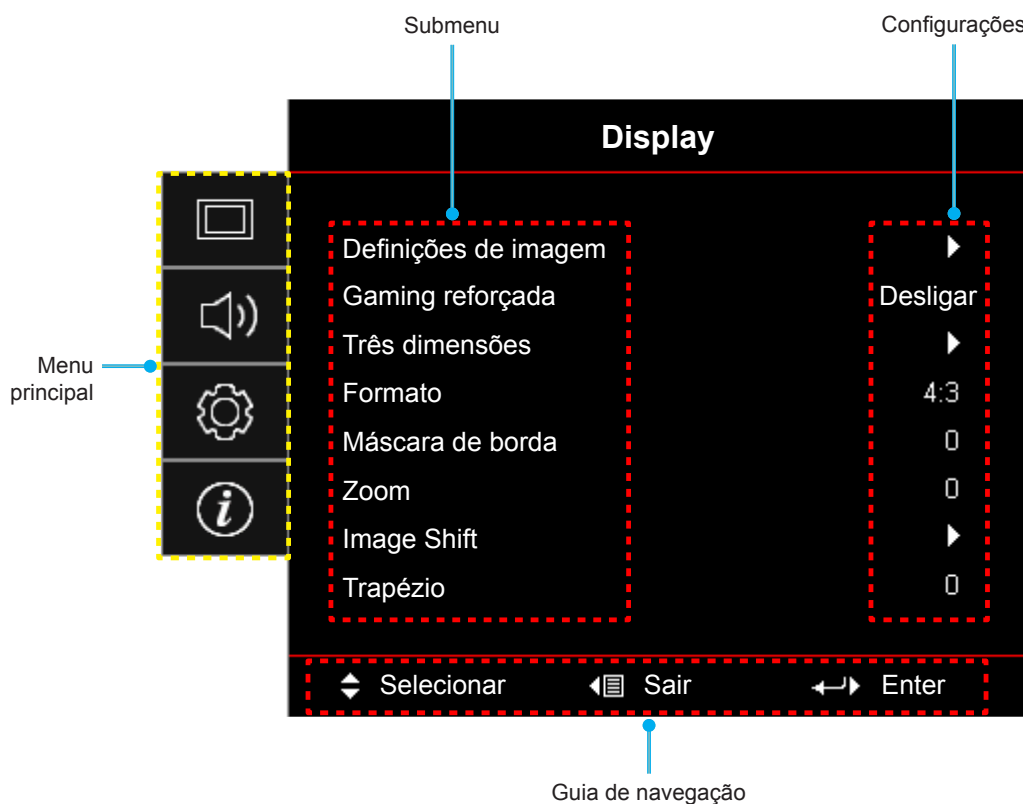 Submenu
Configurações
Display
Menu
principal
Definições de imagem
Gaming reforçada Desligar
Três dimensões
Formato 4:3
Máscara de borda 0
Zoom 0
Image Shift
Trapézio 0
Selecionar Sair Enter
Guia de navegação